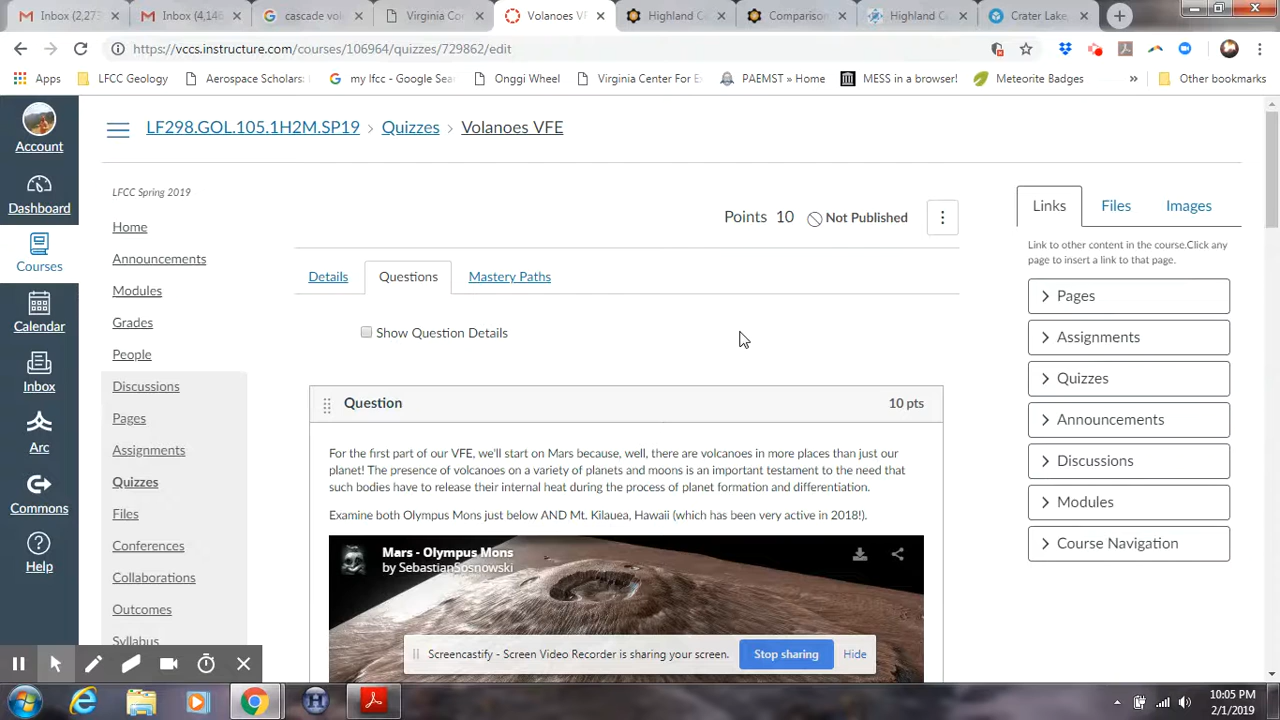 Inbox (2,273
Inbox (4,148
cascade vol
Virginia Co
Volanoes VF
Highland C
Comparison
Highland C
Crater Lake
https://vccs.instructure.com/courses/106964/quizzes/729862/edit
Apps
LFCC Geology
Aerospace Scholars:
my lfcc - Google Sea
Onggi Wheel
Virginia Center For E
PAEMST » Home
MESS in a browser!
Meteorite Badges
»
Other bookmarks
Account
Dashboard
Courses
Calendar
Inbox
Arc
Commons
Help
LF298.GOL.105.1H2M.SP19 > Quizzes > Volanoes VFE
LFCC Spring 2019
Home
Announcements
Modules
Grades
People
Discussions
Pages
Assignments
Quizzes
Files
Conferences
Collaborations
Outcomes
Syllabus
Points 10 Not Published
Details
Questions
Mastery Paths
Show Question Details
Question 10 pts
For the first part of our VFE, we'll start on Mars because, well, there are volcanoes in more places than just our
planet! The presence of volcanoes on a variety of planets and moons is an important testament to the need that
such bodies have to release their internal heat during the process of planet formation and differentiation.
Examine both Olympus Mons just below AND Mt. Kilauea, Hawaii (which has been very active in 2018!).
Mars - Olympus Mons
by SebastianSosnowski
Links
Files
Images
Link to other content in the course.Click any
page to insert a link to that page.
Pages
Assignments
Quizzes
Announcements
Discussions
Modules
Course Navigation
Screencastify - Screen Video Recorder is sharing your screen.
Stop sharing
Hide
10:05 PM
2/1/2019